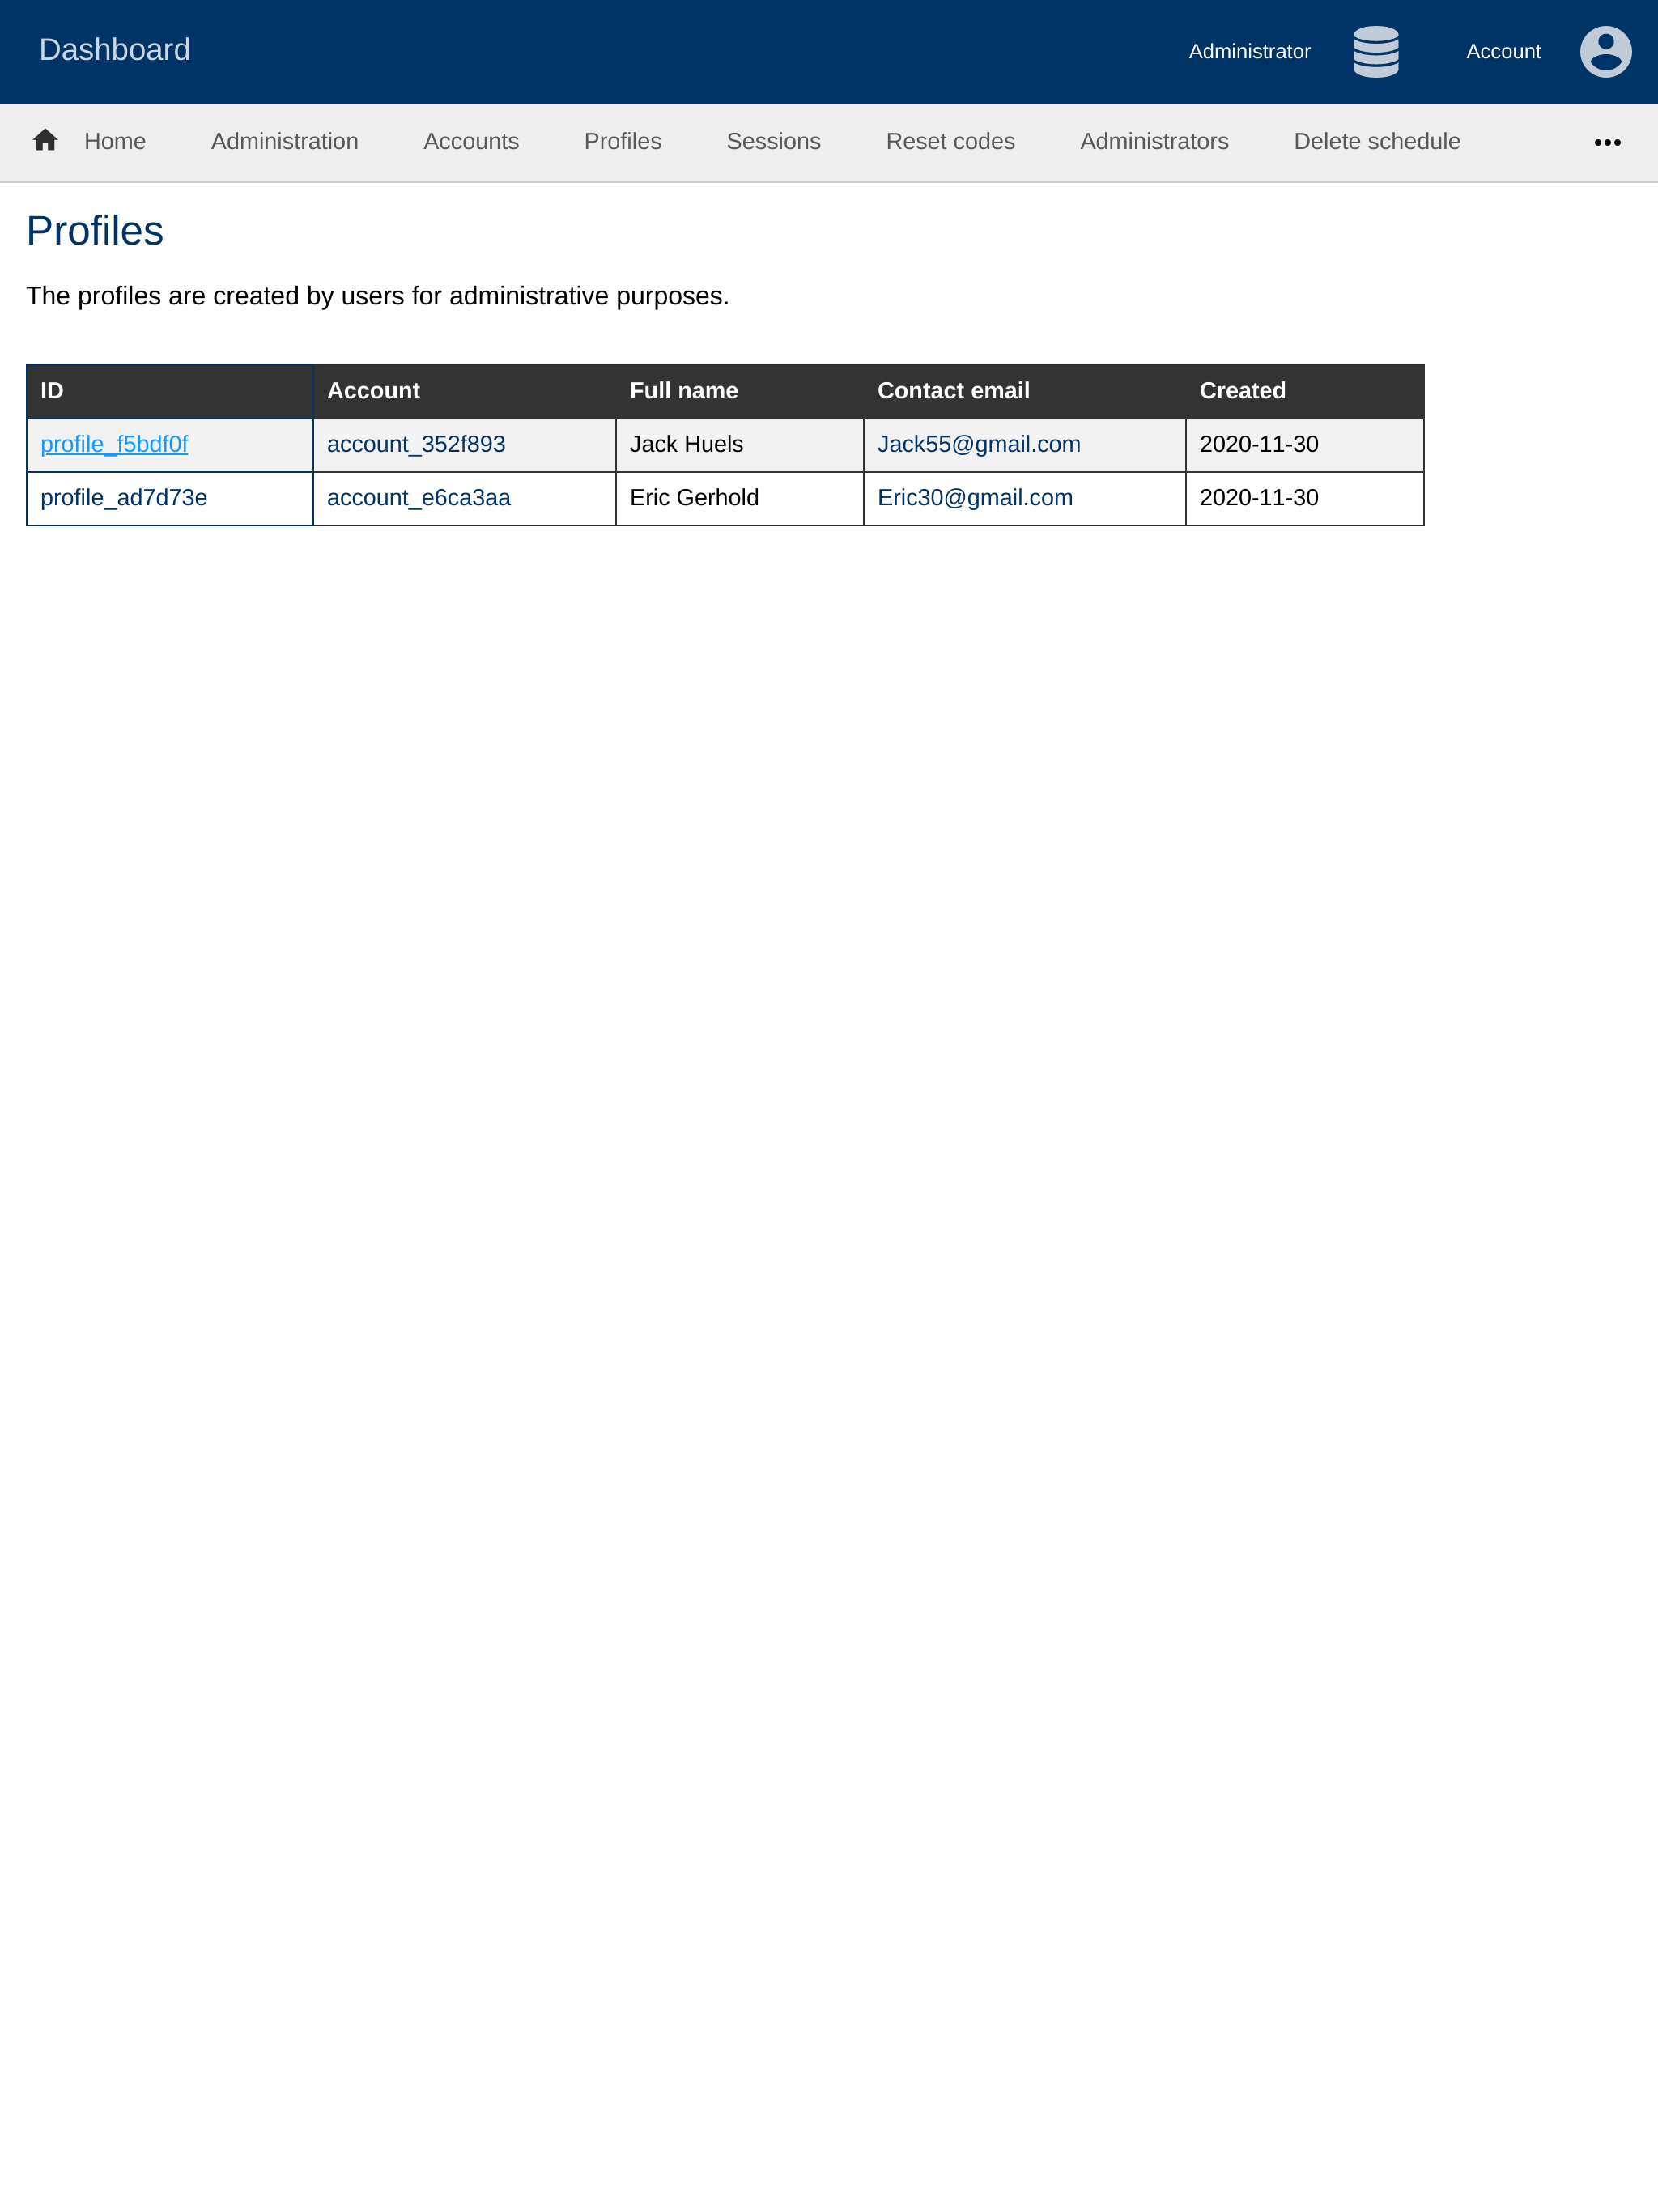 Dashboard Administrator Account
Home Administration Accounts Profiles Sessions Reset codes Administrators Delete schedule
Profiles
The profiles are created by users for administrative purposes.
ID Account Full name Contact email Created
profile_f5bdf0f account_352f893 Jack Huels Jack55@gmail.com 2020-11-30
profile_ad7d73e account_e6ca3aa Eric Gerhold Eric30@gmail.com 2020-11-30